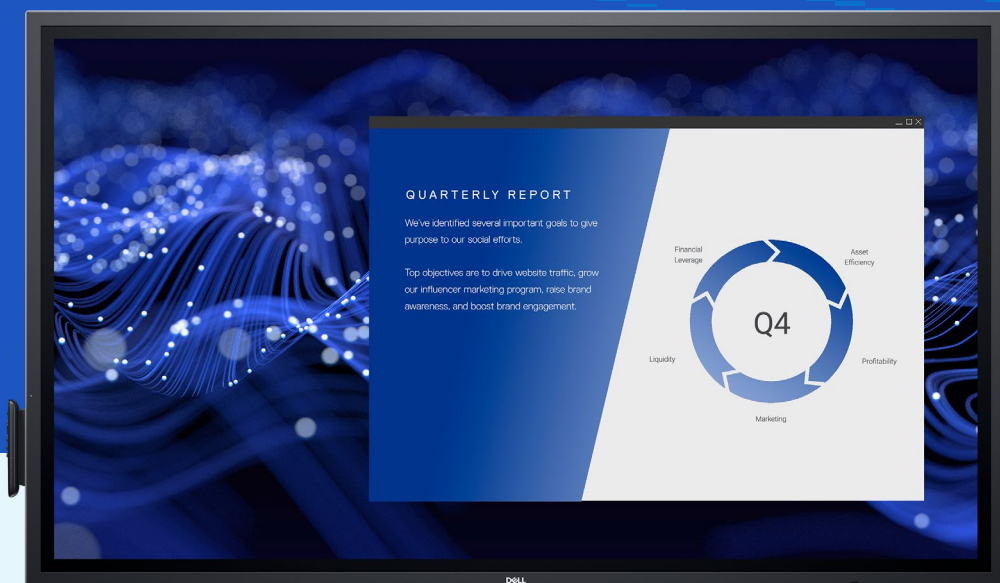 QUARTERLY REPORT
We've identified several important goals to give
purpose to our social efforts.
Top objectives are to drive website traffic, grow
our influencer marketing program, raise brand
awareness, and boost brand engagement.
Financial
Leverage
Asset
Efficiency
Q4
Liquidity
Profitability
Marketing
DELL